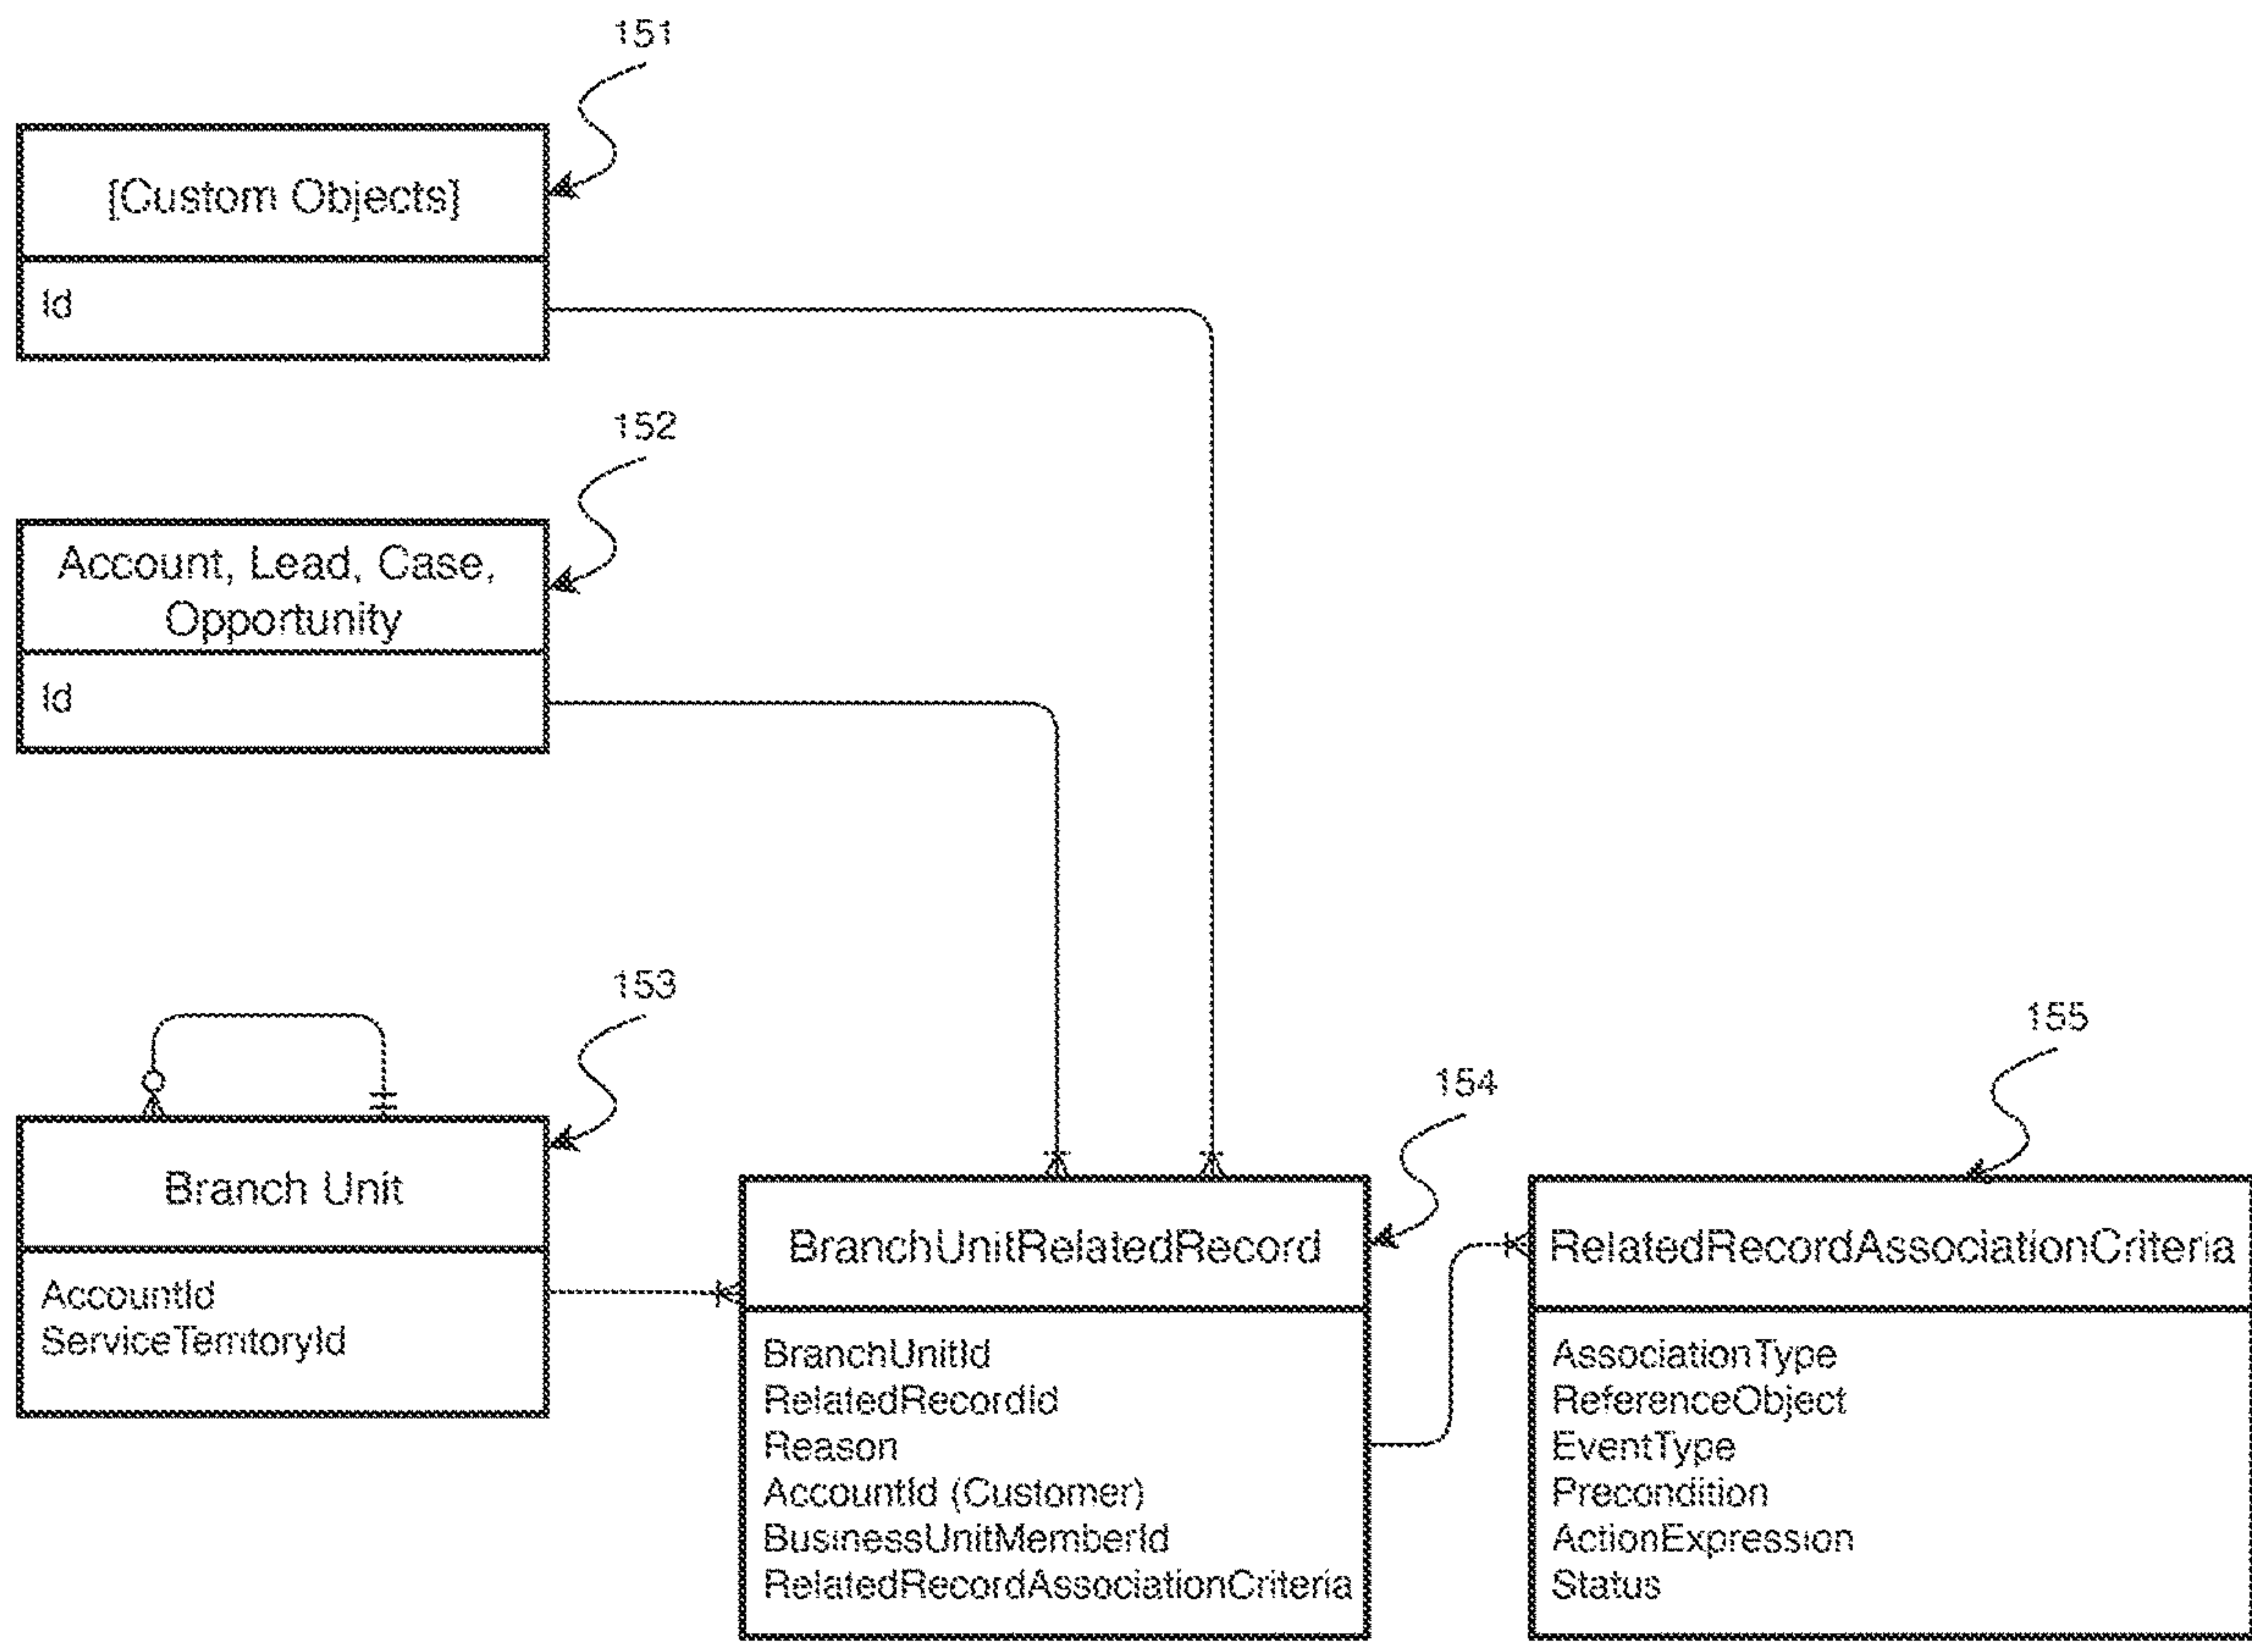 151
[Custom Objects]
Id
152
Account, Lead, Case,
Opportunity
Id
153
Branch Unit
AccountId
ServiceTerritoryId
154
BranchUnitRelatedRecord
BranchUnitId
RelatedRecordId
Reason
AccountId (Customer)
BusinessUnitMemberId
RelatedRecordAssociationCriteria
155
RelatedRecordAssociationCriteria
AssociationType
ReferenceObject
EventType
Precondition
ActionExpression
Status